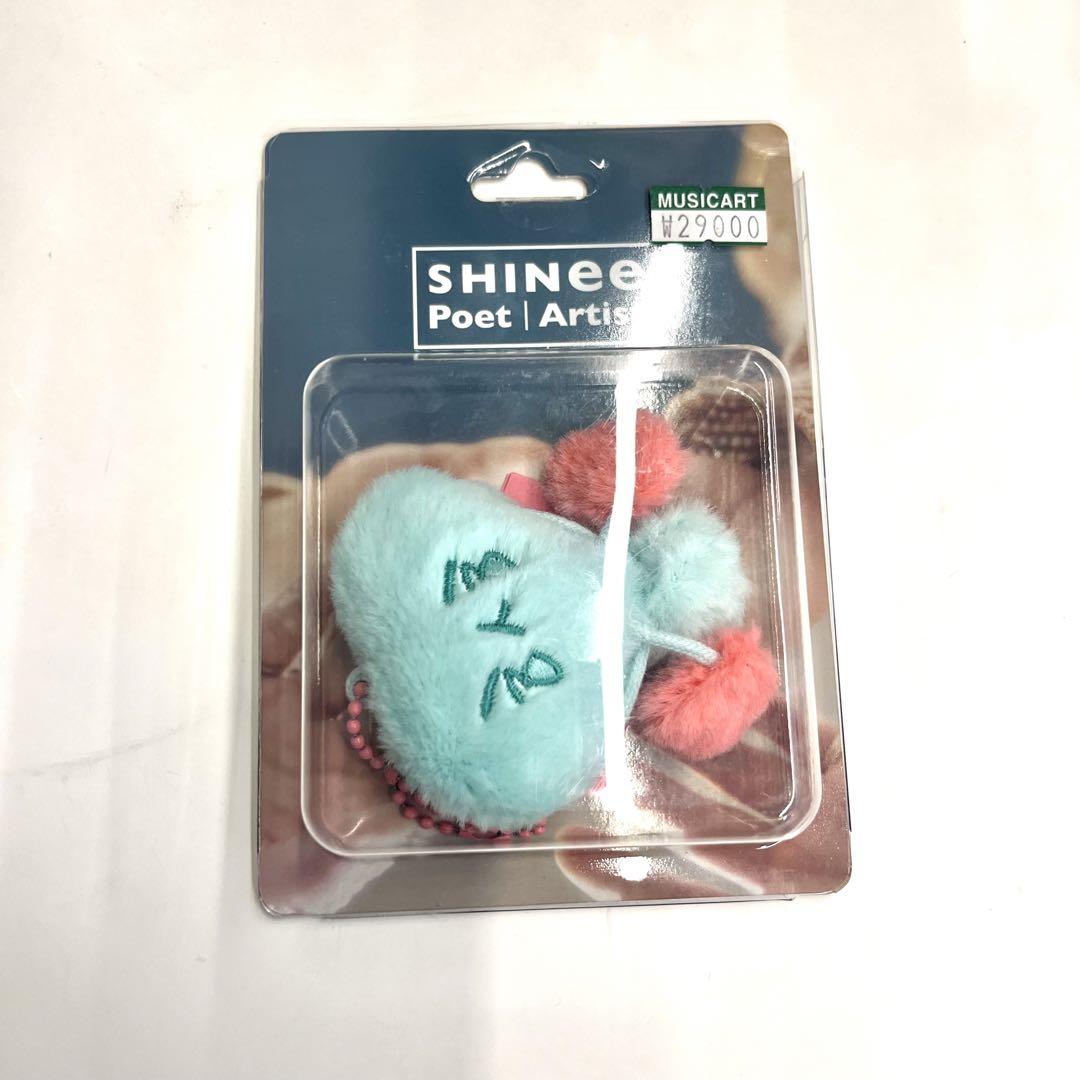 MUSICART
₩29000
SHINee
Poet | Artis